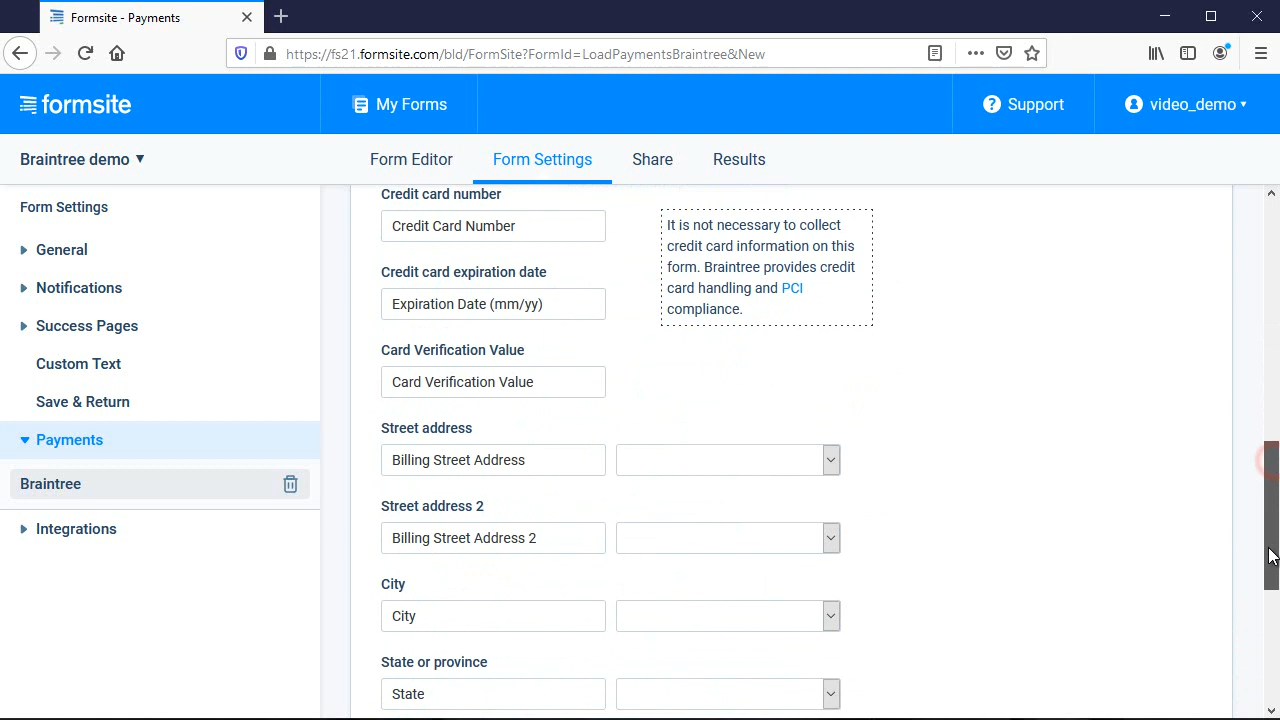 Formsite - Payments
https://fs21.formsite.com/bld/FormSite?FormId=LoadPaymentsBraintree&New
formsite
My Forms
Support
video_demo
Braintree demo
Form Editor
Form Settings
Share
Results
Form Settings
General
Notifications
Success Pages
Custom Text
Save & Return
Payments
Braintree
Integrations
Credit card number
Credit Card Number
It is not necessary to collect
credit card information on this
form. Braintree provides credit
card handling and PCI
compliance.
Credit card expiration date
Expiration Date (mm/yy)
Card Verification Value
Card Verification Value
Street address
Billing Street Address
Street address 2
Billing Street Address 2
City
City
State or province
State